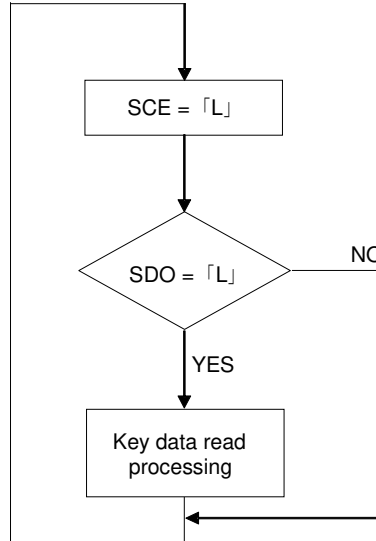 SCE = 「L」
SDO = 「L」
NO
YES
Key data read
processing